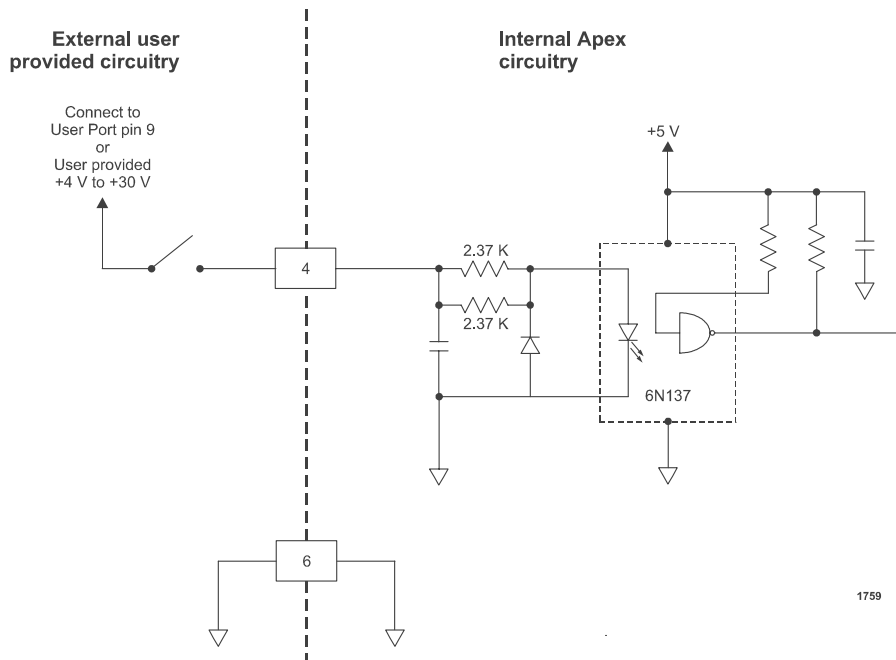 External user
provided circuitry
Internal Apex
circuitry
Connect to
User Port pin 9
or
User provided
+4 V to +30 V
+5 V
4
2.37 K
2.37 K
6N137
6
1759